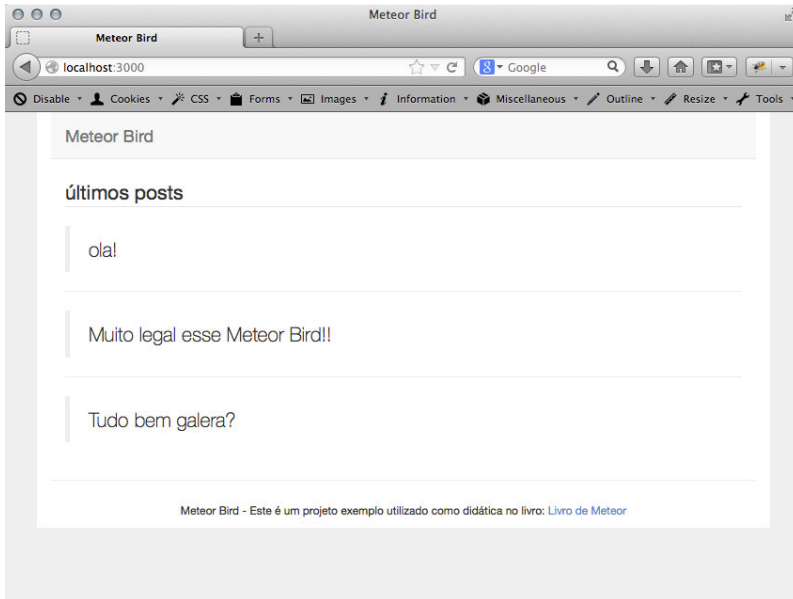 Meteor Bird
Meteor Bird
localhost:3000
Google
Disable Cookies CSS Forms Images Information Miscellaneous Outline Resize Tools
Meteor Bird
últimos posts
ola!
Muito legal esse Meteor Bird!!
Tudo bem galera?
Meteor Bird - Este é um projeto exemplo utilizado como didática no livro: Livro de Meteor